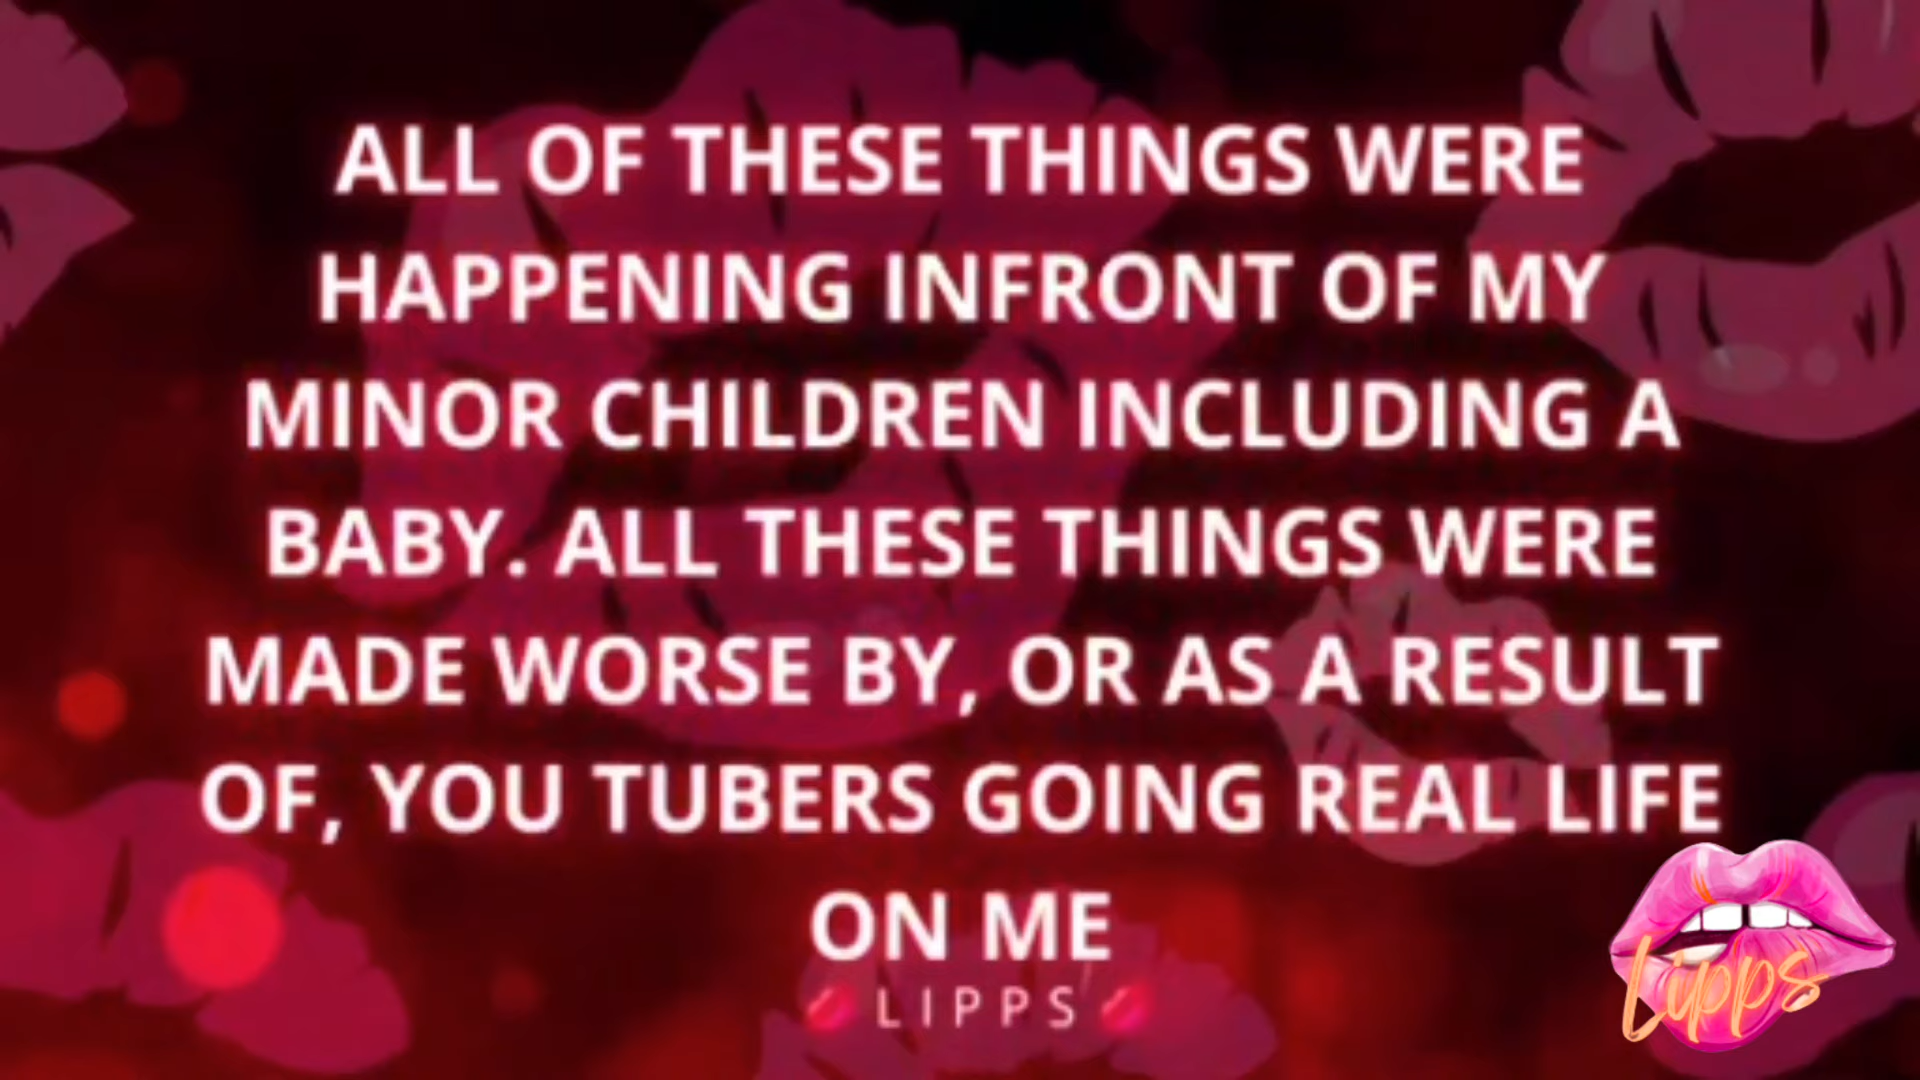 ALL OF THESE THINGS WERE
HAPPENING INFRONT OF MY
MINOR CHILDREN INCLUDING A
BABY. ALL THESE THINGS WERE
MADE WORSE BY, OR AS A RESULT
OF, YOU TUBERS GOING REAL LIFE
ON ME
💋 LIPPS 💋
Lipps